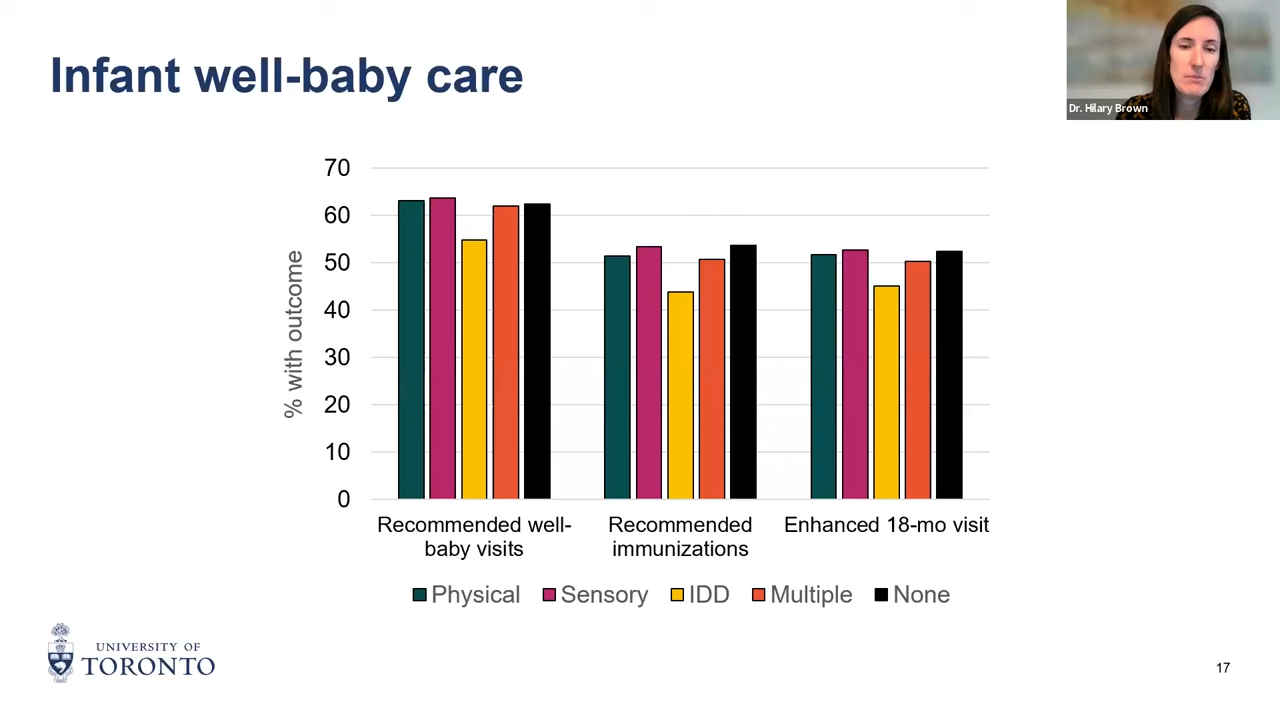 Infant well-baby care
Dr. Hilary Brown
70
60
50
40
30
20
10
0
% with outcome
Recommended well-
baby visits
Recommended
immunizations
Enhanced 18-mo visit
Physical Sensory IDD Multiple None
UNIVERSITY OF
TORONTO
17